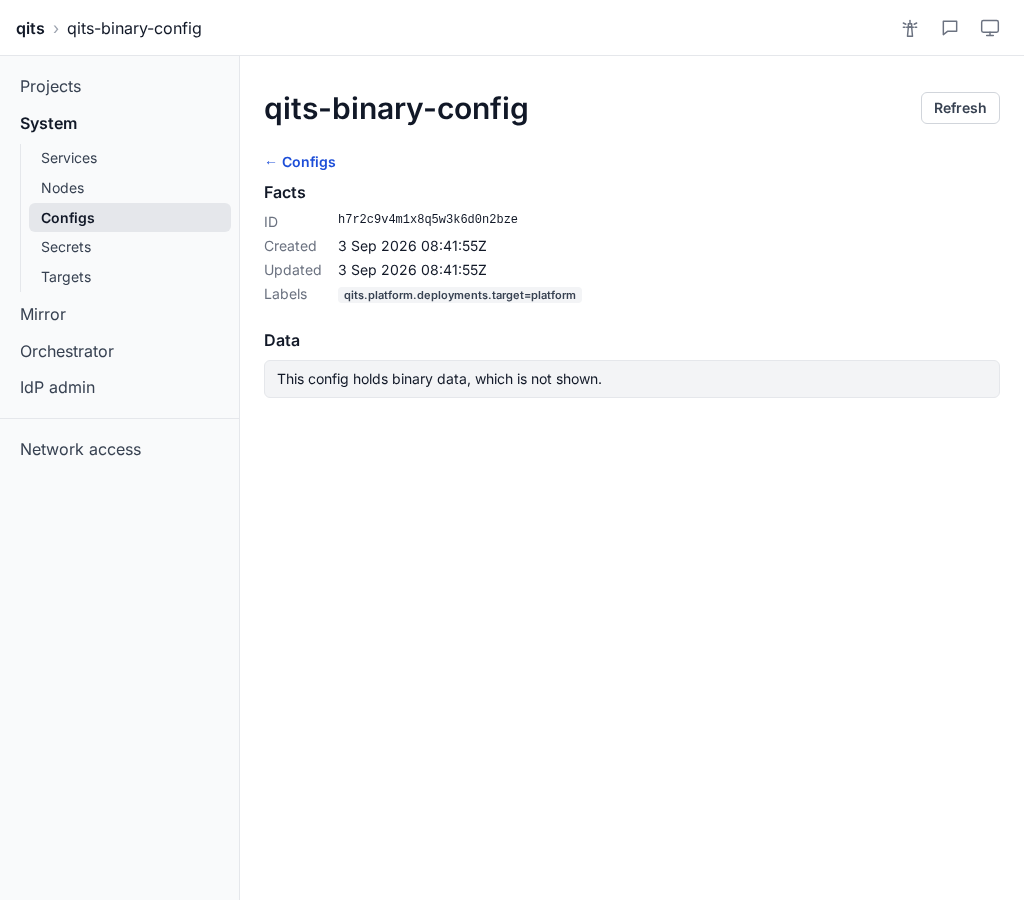 qits › qits-binary-config
Projects
System
Services
Nodes
Configs
Secrets
Targets
Mirror
Orchestrator
IdP admin
Network access
qits-binary-config
Refresh
← Configs
Facts
ID h7r2c9v4m1x8q5w3k6d0n2bze
Created 3 Sep 2026 08:41:55Z
Updated 3 Sep 2026 08:41:55Z
Labels qits.platform.deployments.target=platform
Data
This config holds binary data, which is not shown.